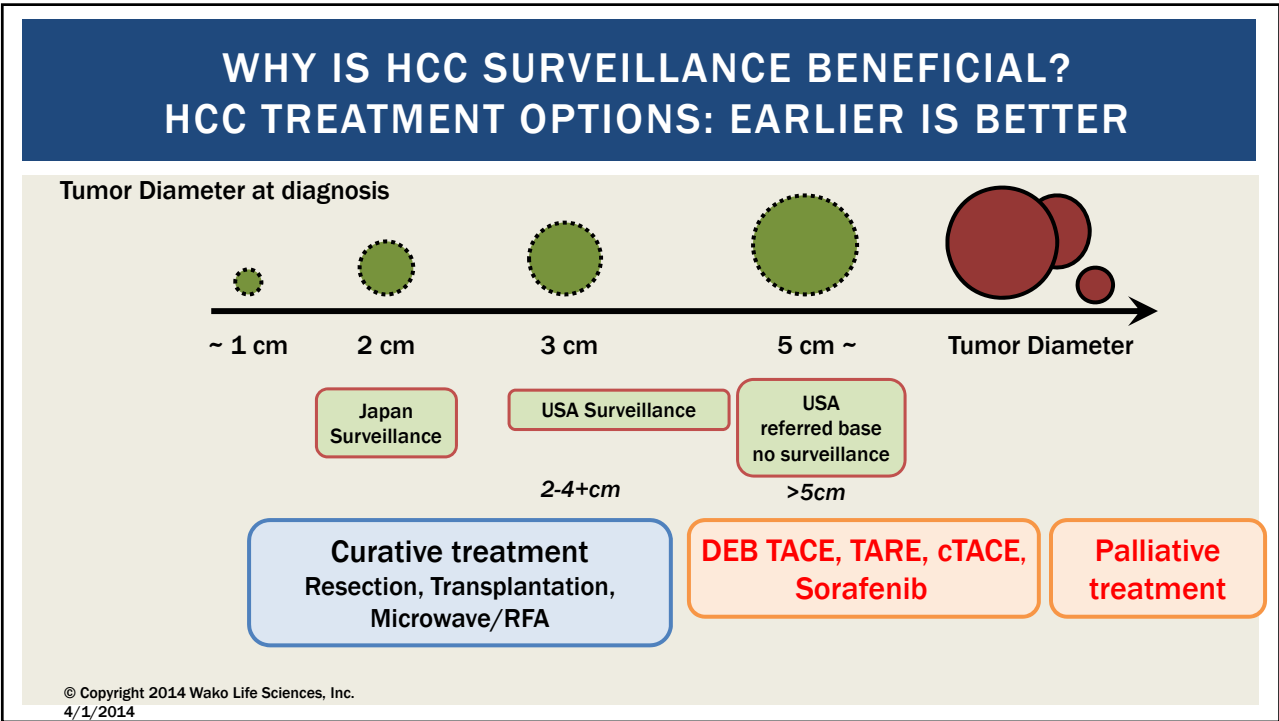 WHY IS HCC SURVEILLANCE BENEFICIAL?
HCC TREATMENT OPTIONS: EARLIER IS BETTER
Tumor Diameter at diagnosis
~ 1 cm
2 cm
3 cm
5 cm ~
Tumor Diameter
Japan
Surveillance
USA Surveillance
USA
referred base
no surveillance
2-4+cm
>5cm
Curative treatment
Resection, Transplantation,
Microwave/RFA
DEB TACE, TARE, cTACE,
Sorafenib
Palliative
treatment
© Copyright 2014 Wako Life Sciences, Inc.
4/1/2014